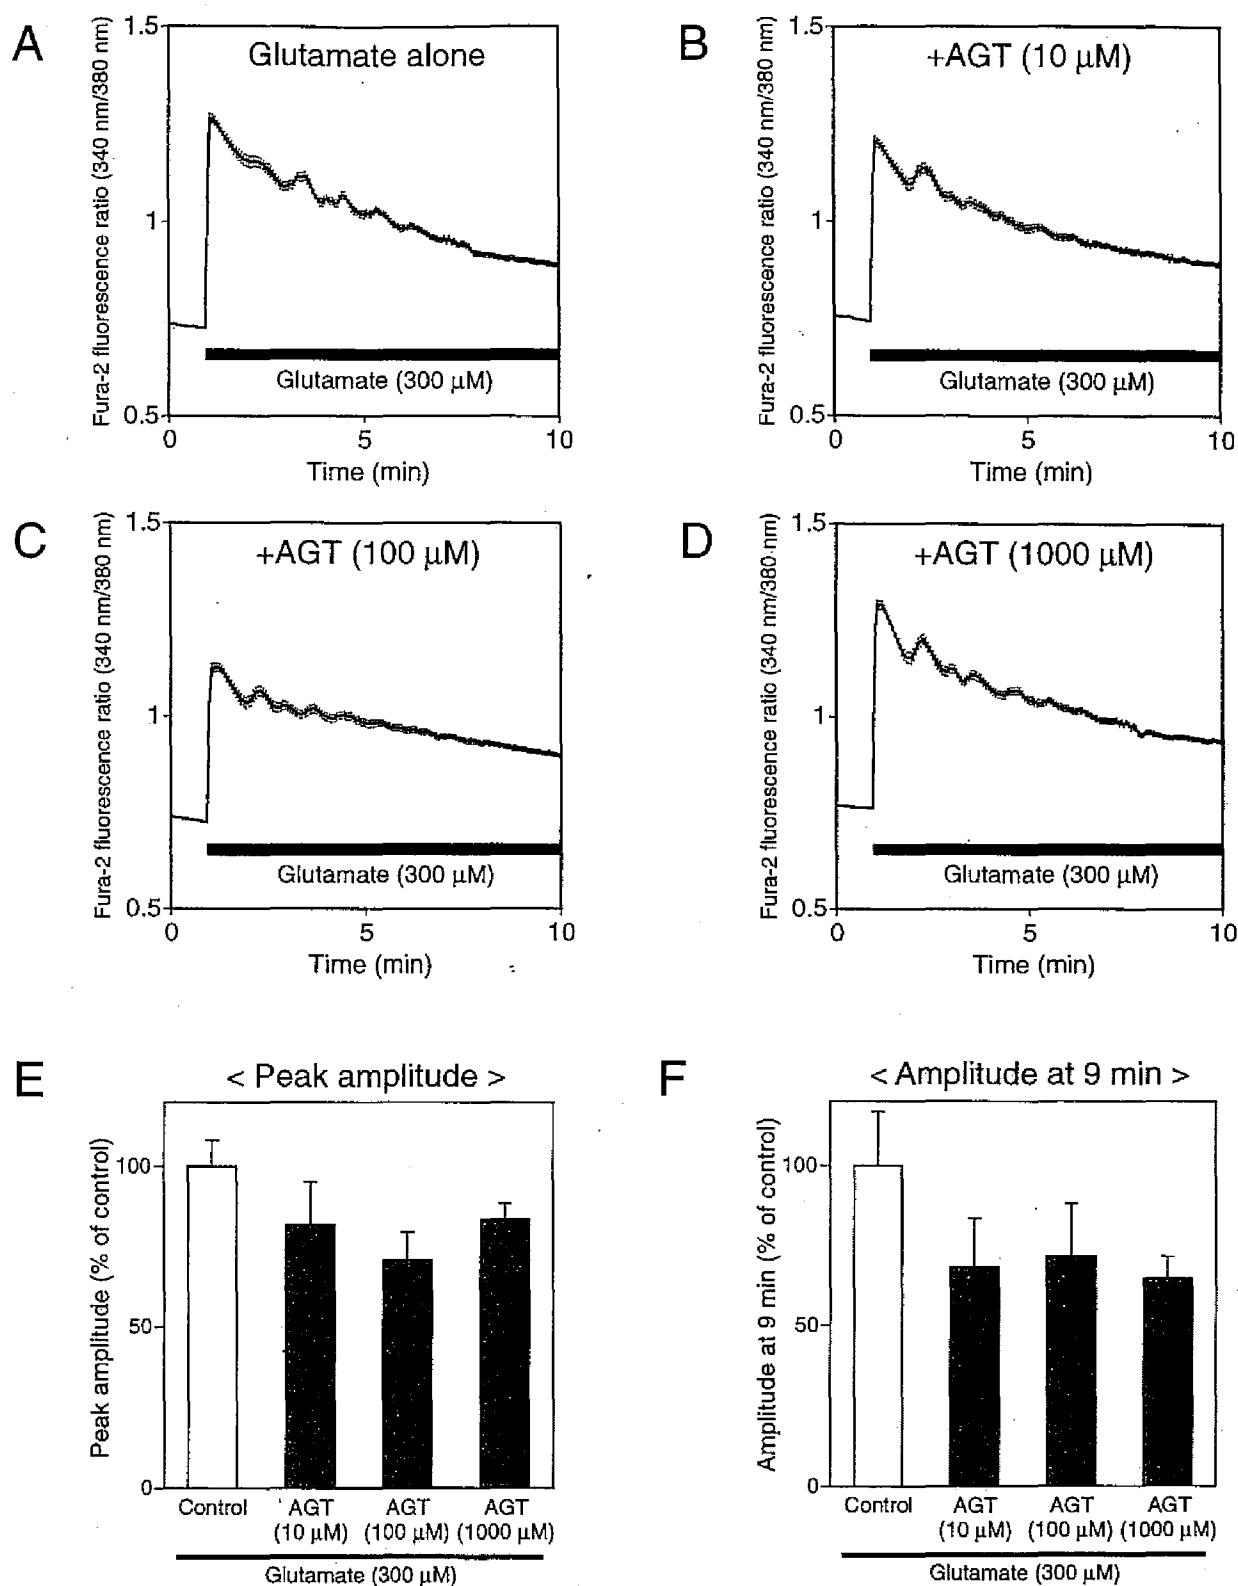 A
Glutamate alone
Fura-2 fluorescence ratio (340 nm/380 nm)
1.5
1
0.5
Glutamate (300 µM)
0
5
10
Time (min)
B
+AGT (10 µM)
Fura-2 fluorescence ratio (340 nm/380 nm)
1.5
1
0.5
Glutamate (300 µM)
0
5
10
Time (min)
C
+AGT (100 µM)
Fura-2 fluorescence ratio (340 nm/380 nm)
1.5
1
0.5
Glutamate (300 µM)
0
5
10
Time (min)
D
+AGT (1000 µM)
Fura-2 fluorescence ratio (340 nm/380 nm)
1.5
1
0.5
Glutamate (300 µM)
0
5
10
Time (min)
E
< Peak amplitude >
Peak amplitude (% of control)
100
50
0
Control
AGT
(10 µM)
AGT
(100 µM)
AGT
(1000 µM)
Glutamate (300 µM)
F
< Amplitude at 9 min >
Amplitude at 9 min (% of control)
100
50
0
Control
AGT
(10 µM)
AGT
(100 µM)
AGT
(1000 µM)
Glutamate (300 µM)